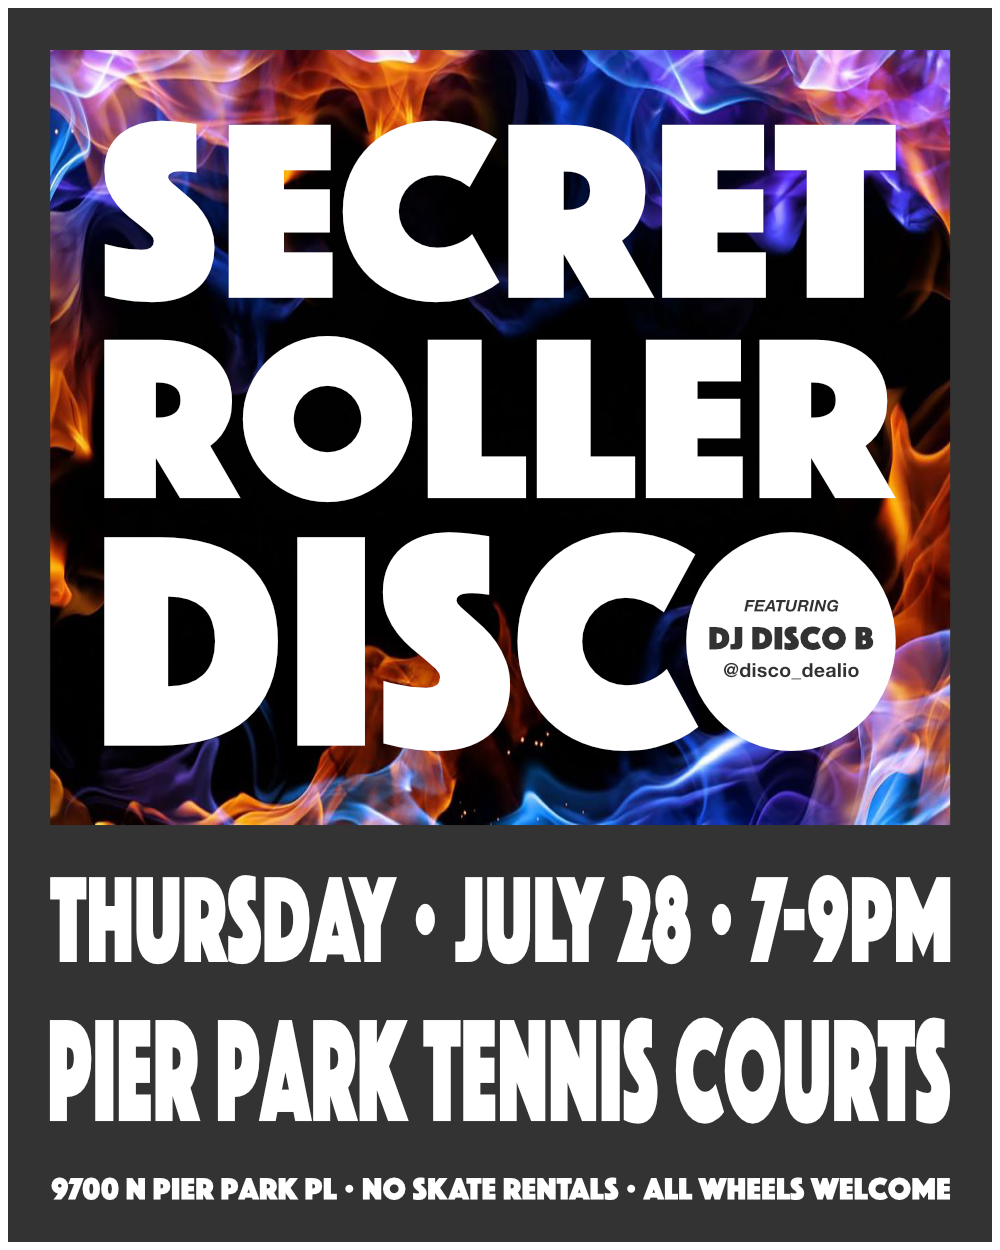 SECRET
ROLLER
DISCO
FEATURING
DJ DISCO B
@disco_dealio
THURSDAY • JULY 28 • 7-9PM
PIER PARK TENNIS COURTS
9700 N PIER PARK PL • NO SKATE RENTALS • ALL WHEELS WELCOME